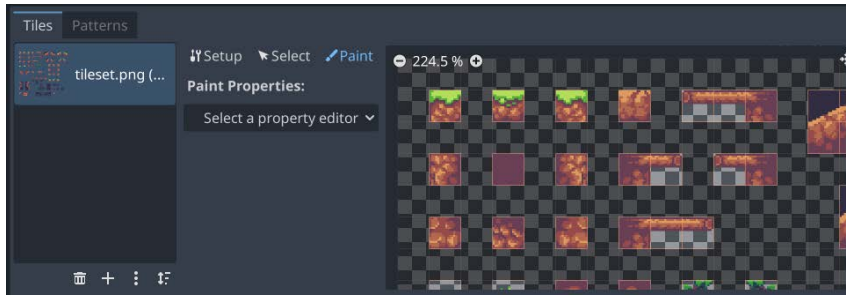 Tiles Patterns
tileset.png (...
Setup Select Paint
Paint Properties:
Select a property editor
224.5 %